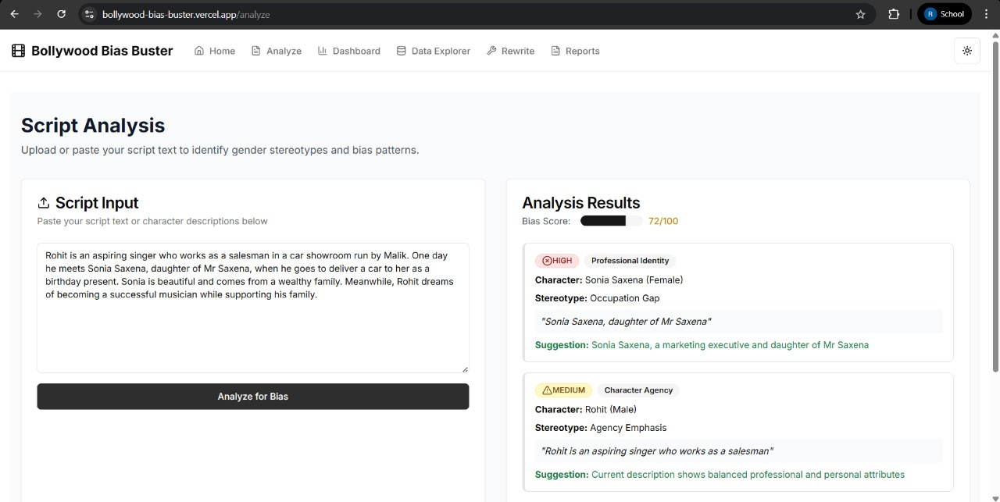 bollywood-bias-buster.vercel.app/analyze
R School
Bollywood Bias Buster Home Analyze Dashboard Data Explorer Rewrite Reports
Script Analysis
Upload or paste your script text to identify gender stereotypes and bias patterns.
Script Input
Paste your script text or character descriptions below
Rohit is an aspiring singer who works as a salesman in a car showroom run by Malik. One day
he meets Sonia Saxena, daughter of Mr Saxena, when he goes to deliver a car to her as a
birthday present. Sonia is beautiful and comes from a wealthy family. Meanwhile, Rohit dreams
of becoming a successful musician while supporting his family.
Analyze for Bias
Analysis Results
Bias Score: 72/100
HIGH Professional Identity
Character: Sonia Saxena (Female)
Stereotype: Occupation Gap
"Sonia Saxena, daughter of Mr Saxena"
Suggestion: Sonia Saxena, a marketing executive and daughter of Mr Saxena
MEDIUM Character Agency
Character: Rohit (Male)
Stereotype: Agency Emphasis
"Rohit is an aspiring singer who works as a salesman"
Suggestion: Current description shows balanced professional and personal attributes